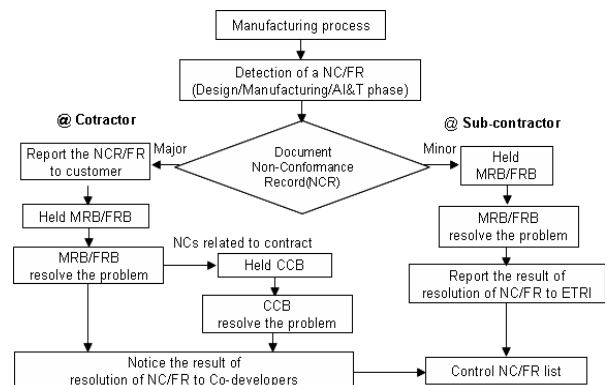 Manufacturing process
Detection of a NC/FR
(Design/Manufacturing/AI&T phase)
@ Cotractor
@ Sub-contractor
Report the NCR/FR
to customer
Major
Document
Non-Conformance
Record(NCR)
Minor
Held
MRB/FRB
Held MRB/FRB
MRB/FRB
resolve the problem
NCs related to contract
MRB/FRB
resolve the problem
Held CCB
Report the result of
resolution of NC/FR to ETRI
CCB
resolve the problem
Notice the result of
resolution of NC/FR to Co-developers
Control NC/FR list